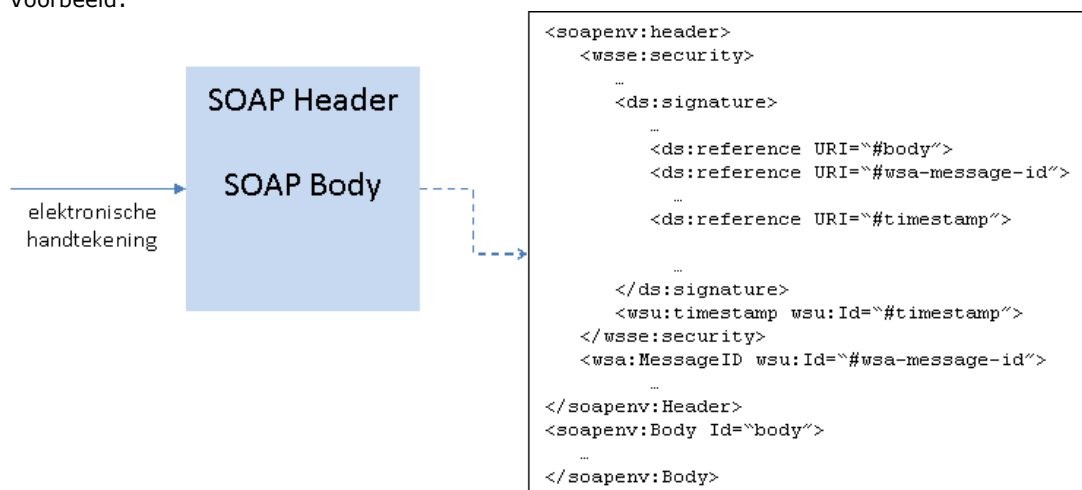 voorbeeld:
SOAP Header
SOAP Body
elektronische
handtekening
<soapenv:header>
<wsse:security>
…
<ds:signature>
…
<ds:reference URI=“#body”>
<ds:reference URI=“#wsa-message-id”>
…
<ds:reference URI=“#timestamp”>
…
</ds:signature>
<wsu:timestamp wsu:Id=“#timestamp”>
</wsse:security>
<wsa:MessageID wsu:Id=“#wsa-message-id”>
…
</soapenv:Header>
<soapenv:Body Id=“body”>
…
</soapenv:Body>